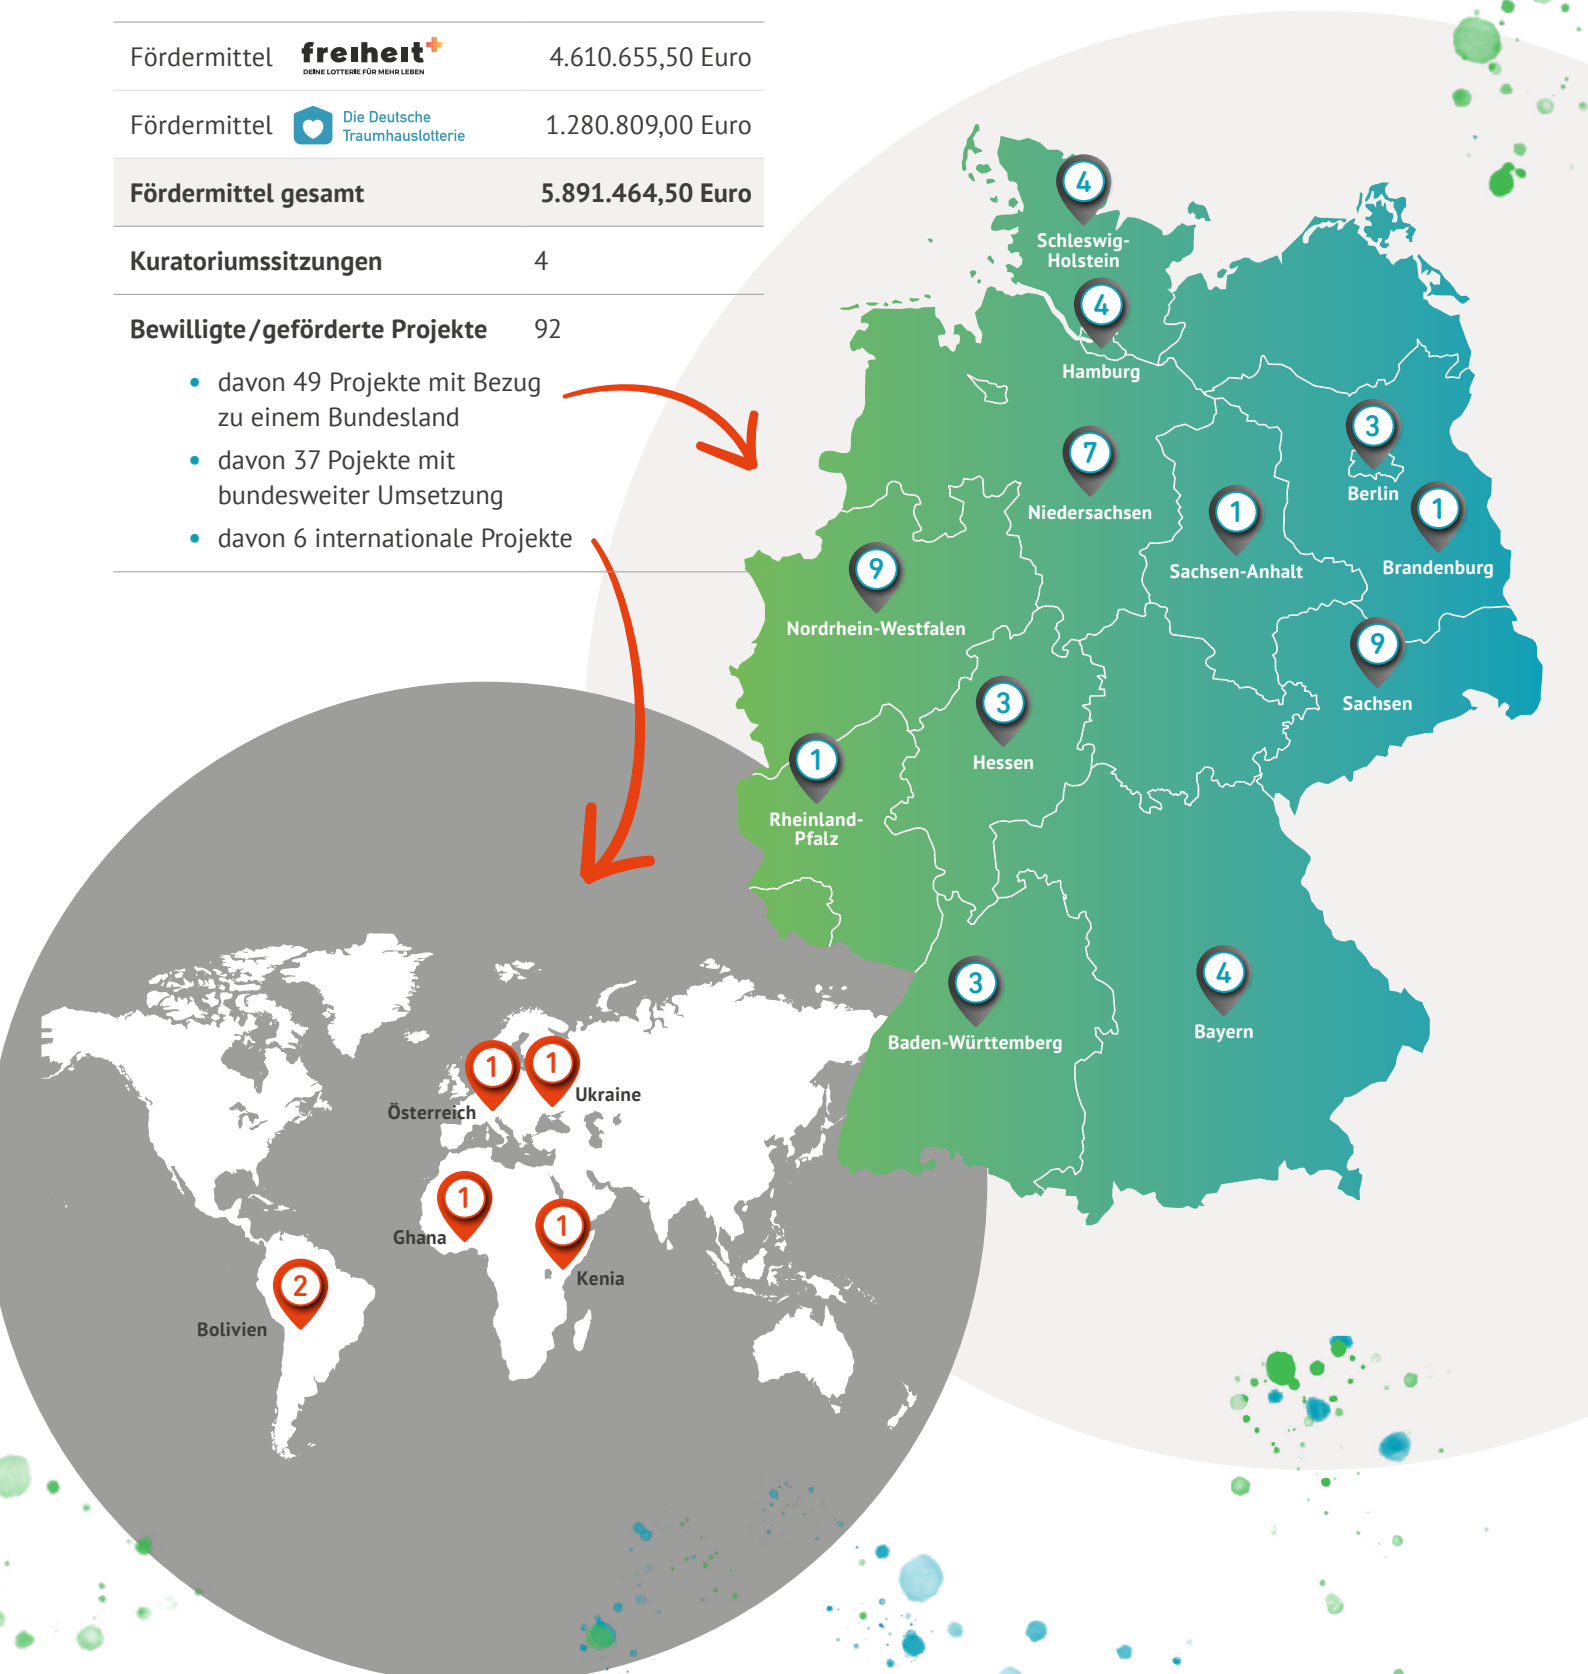 Fördermittel freiheit+ 4.610.655,50 Euro
DEINE LOTTERIE FÜR MEHR LEBEN
Fördermittel Die Deutsche Traumhauslotterie 1.280.809,00 Euro
Fördermittel gesamt 5.891.464,50 Euro
Kuratoriumssitzungen 4
Bewilligte/geförderte Projekte 92
• davon 49 Projekte mit Bezug
zu einem Bundesland
• davon 37 Pojekte mit
bundesweiter Umsetzung
• davon 6 internationale Projekte
4
Schleswig-
Holstein
4
Hamburg
3
Berlin
7
Niedersachsen
1
Sachsen-Anhalt
1
Brandenburg
9
Nordrhein-Westfalen
9
Sachsen
3
Hessen
1
Rheinland-
Pfalz
3
Baden-Württemberg
4
Bayern
1
Österreich
1
Ukraine
1
Ghana
1
Kenia
2
Bolivien